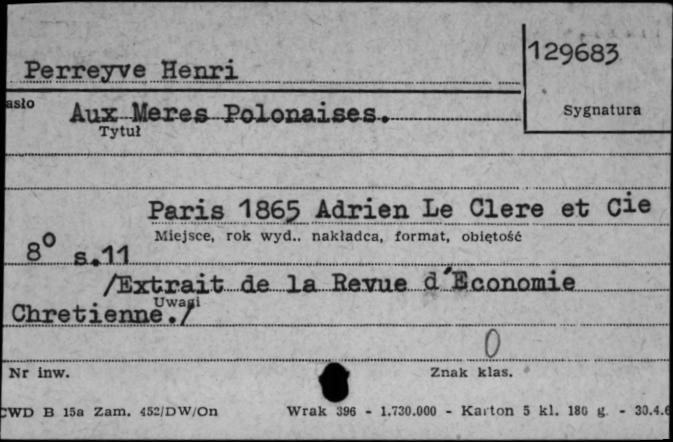 129683
Perreyve Henri
asło
Aux Meres Polonaises.
Sygnatura
Tytuł
Paris 1865 Adrien Le Clere et Cie
Miejsce, rok wyd.. nakładca, format, obiętość
8° s.11
/Extrait de la Revue d'Economie
Uwagi
Chretienne./
0
Nr inw.
Znak klas.
CWD B 15a Zam. 452/DW/On Wrak 396 - 1.730.000 - Karton 5 kl. 180 g. - 30.4.6